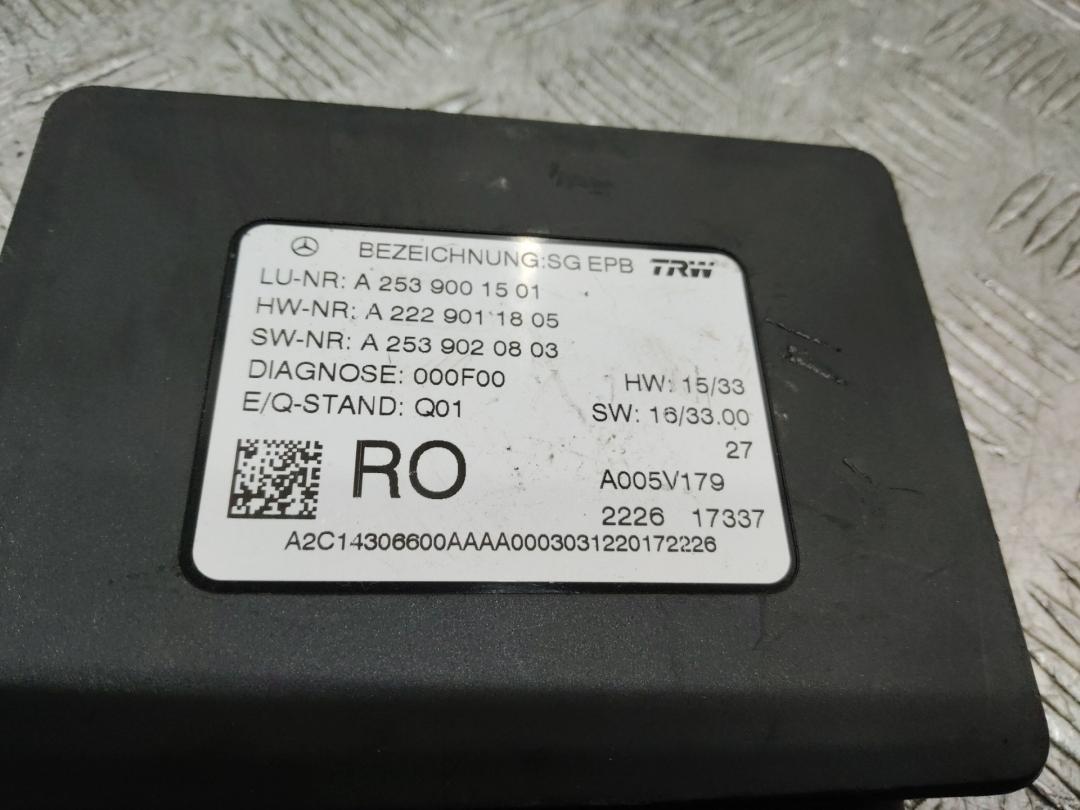 BEZEICHNUNG:SG EPB TRW
LU-NR: A 253 900 15 01
HW-NR: A 222 901 18 05
SW-NR: A 253 902 08 03
DIAGNOSE: 000F00
HW: 15/33
E/Q-STAND: Q01
SW: 16/33.00
27
RO
A005V179
2226 17337
A2C14306600AAAA0003031220172226